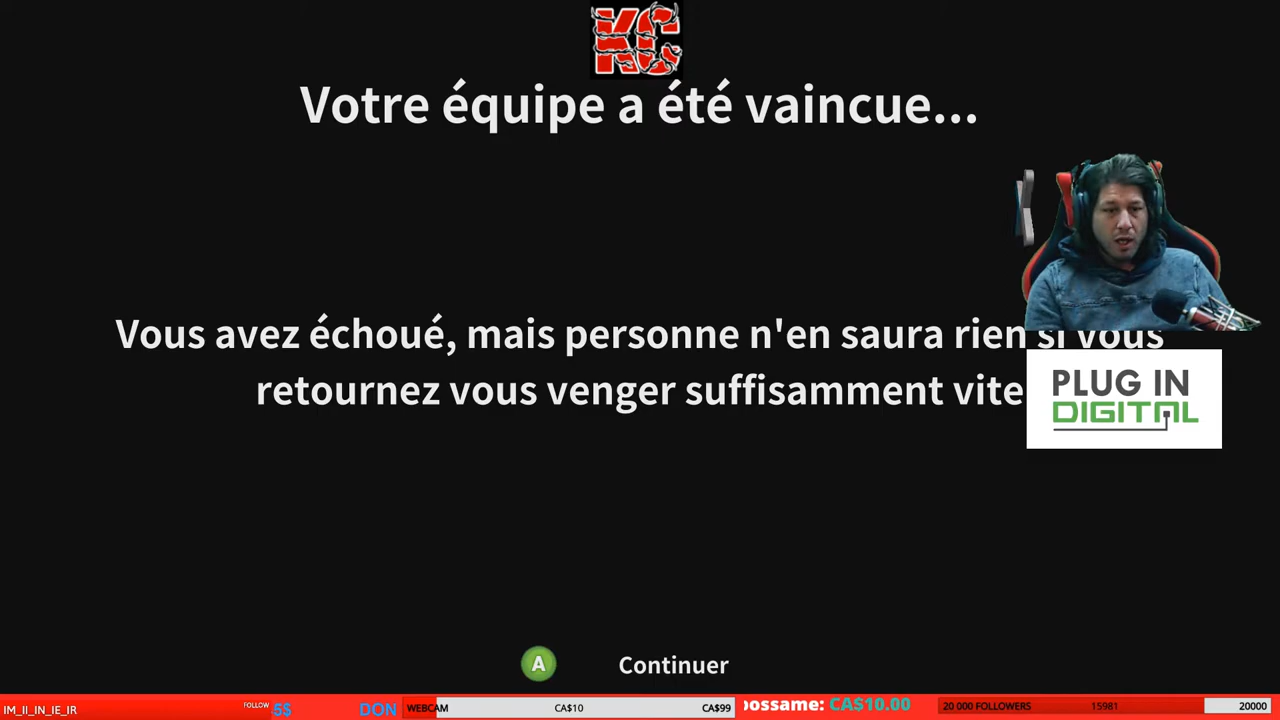 KC
Votre équipe a été vaincue...
Vous avez échoué, mais personne n'en saura rien si vous
retournez vous venger suffisamment vite
PLUG IN
DIGITAL
A Continuer
IM_II_IN_IE_IR FOLLOW 5$ DON WEBCAM CA$10 CA$99 ossame: CA$10.00 20 000 FOLLOWERS 15981 20000